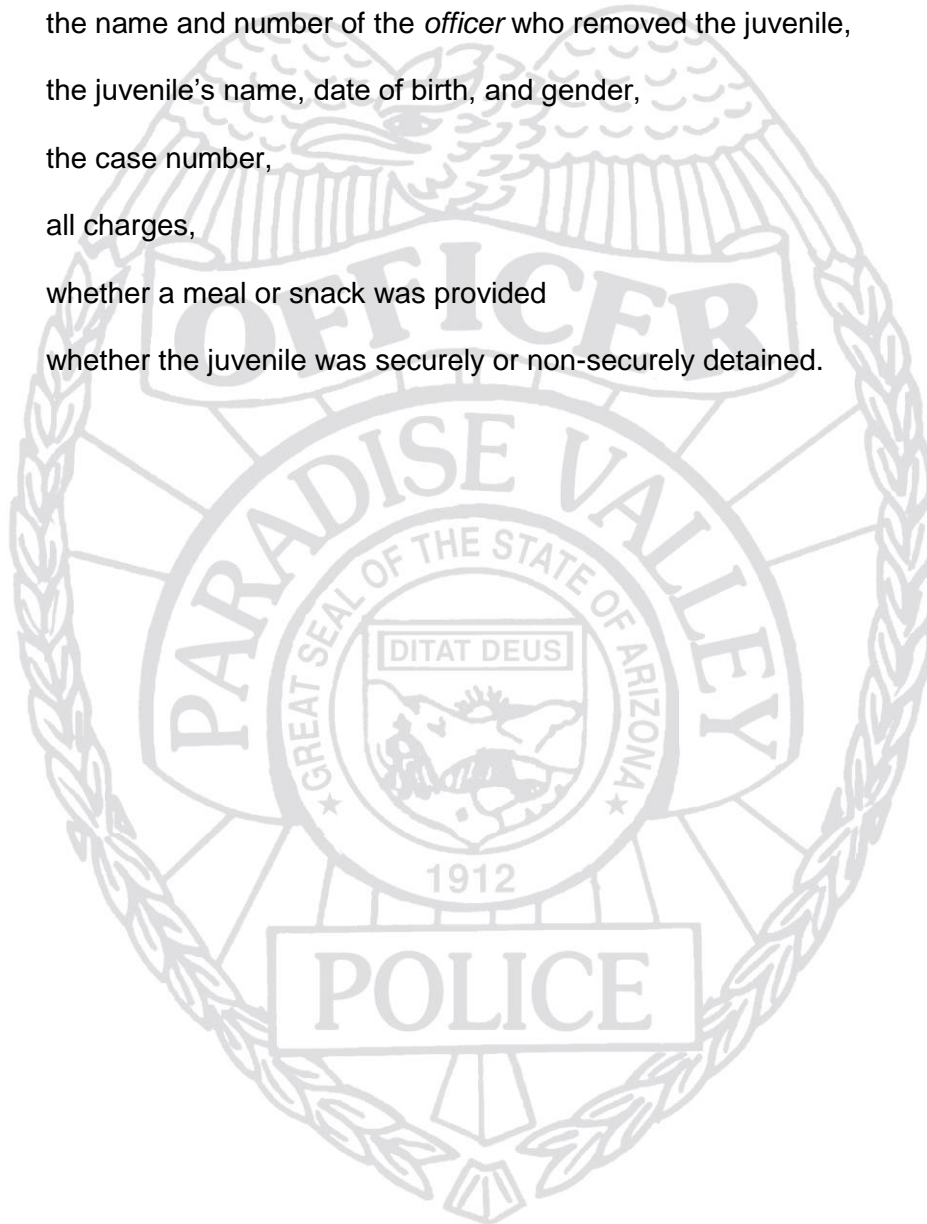 the name and number of the officer who removed the juvenile,
the juvenile’s name, date of birth, and gender,
the case number,
all charges,
whether a meal or snack was provided
whether the juvenile was securely or non-securely detained.
OFFICER
PARADISE VALLEY
GREAT SEAL OF THE STATE OF ARIZONA
DITAT DEUS
1912
POLICE